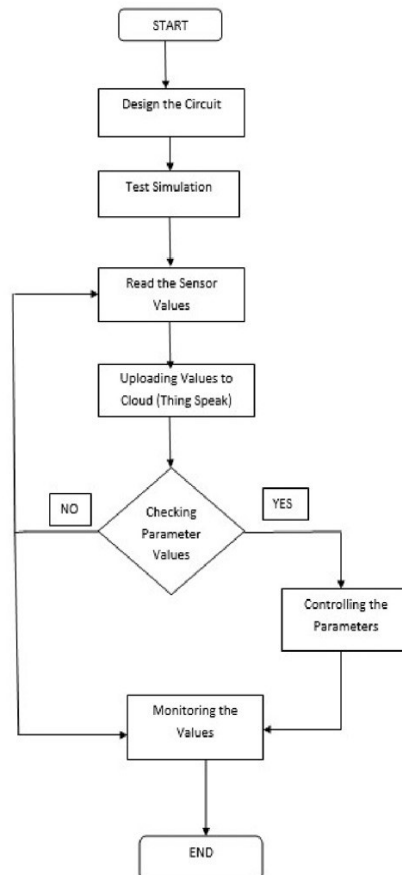 START
Design the Circuit
Test Simulation
Read the Sensor
Values
Uploading Values to
Cloud (Thing Speak)
NO
Checking
Parameter
Values
YES
Controlling the
Parameters
Monitoring the
Values
END